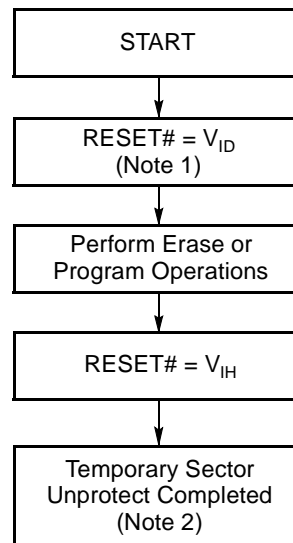 START
RESET# = V_ID
(Note 1)
Perform Erase or
Program Operations
RESET# = V_IH
Temporary Sector
Unprotect Completed
(Note 2)